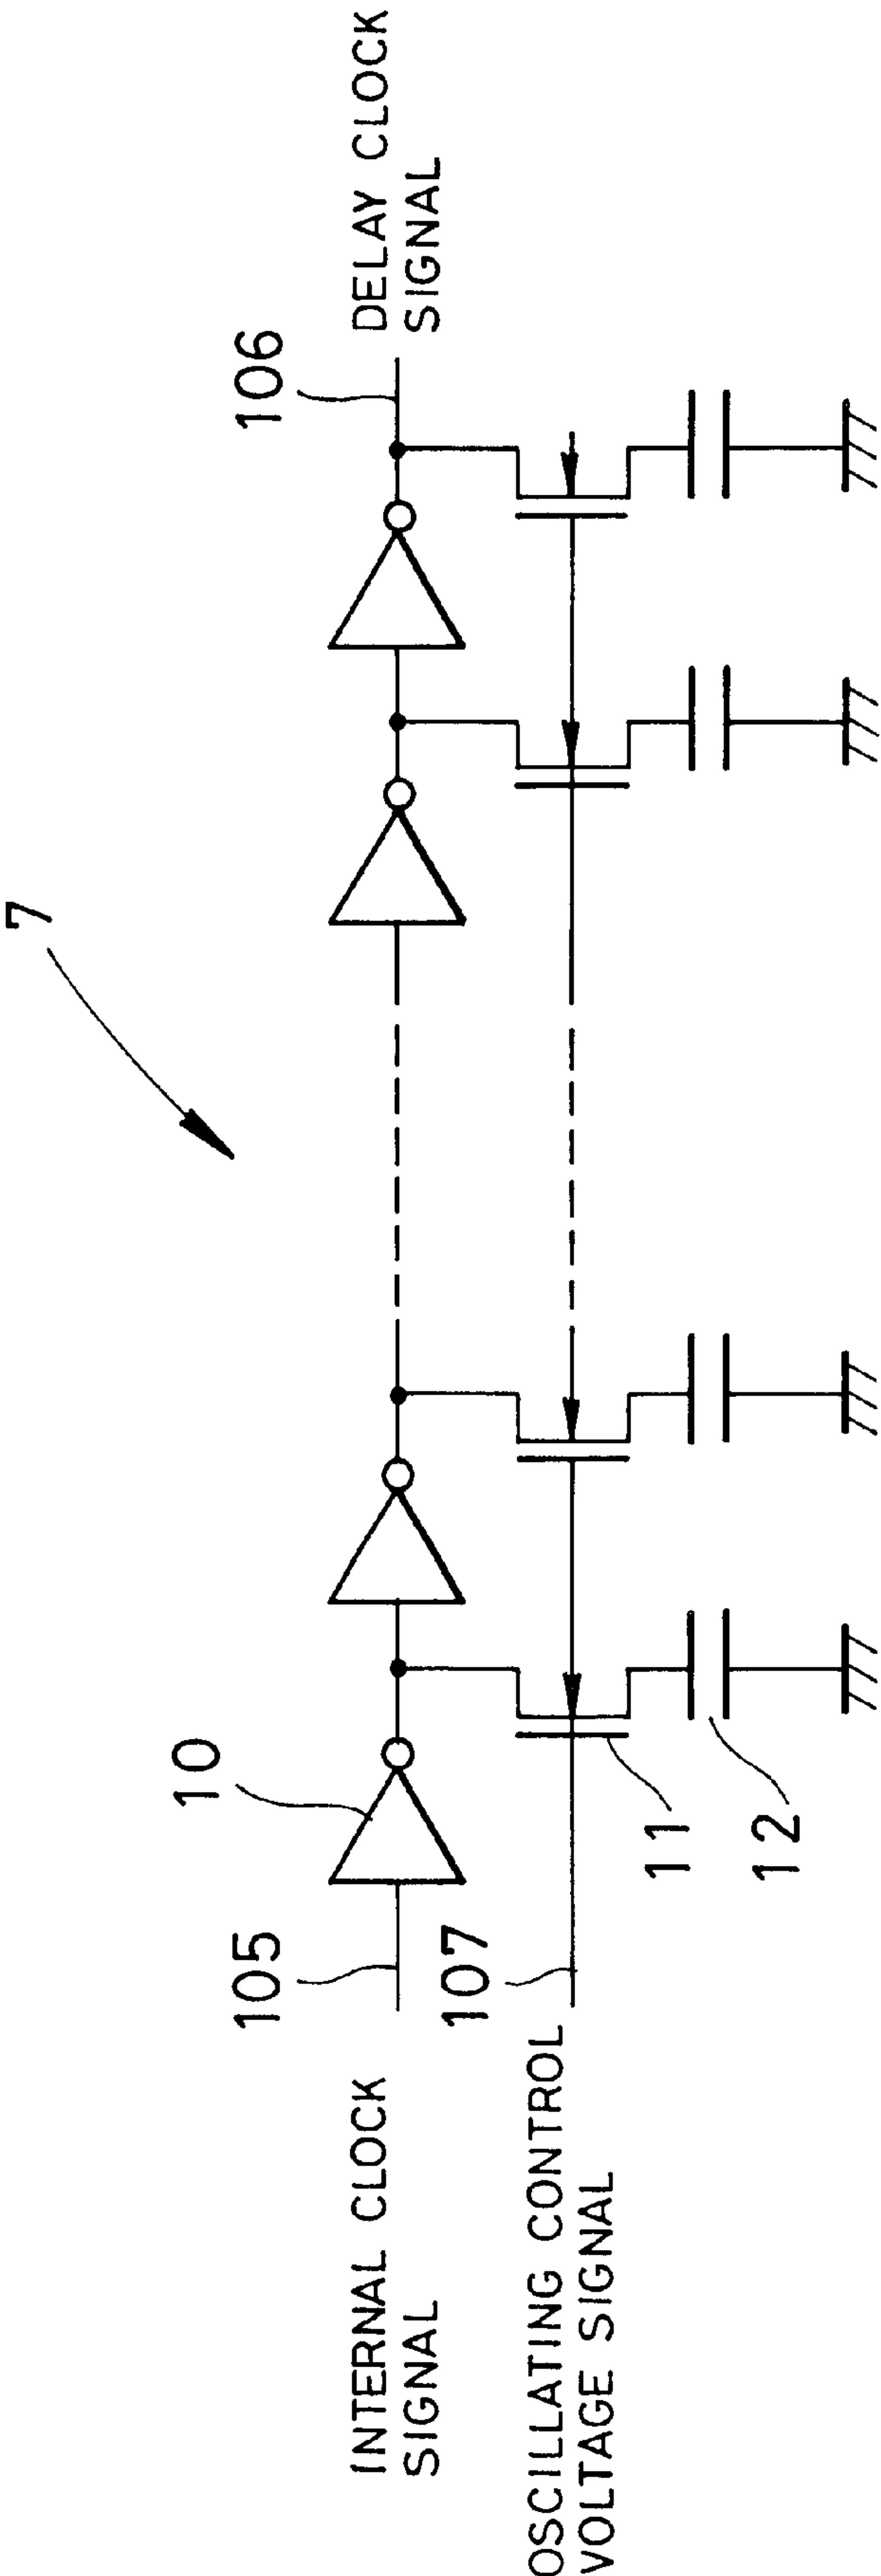 7
INTERNAL CLOCK
SIGNAL
105
10
106
DELAY CLOCK
SIGNAL
OSCILLATING CONTROL
VOLTAGE SIGNAL
107
11
12